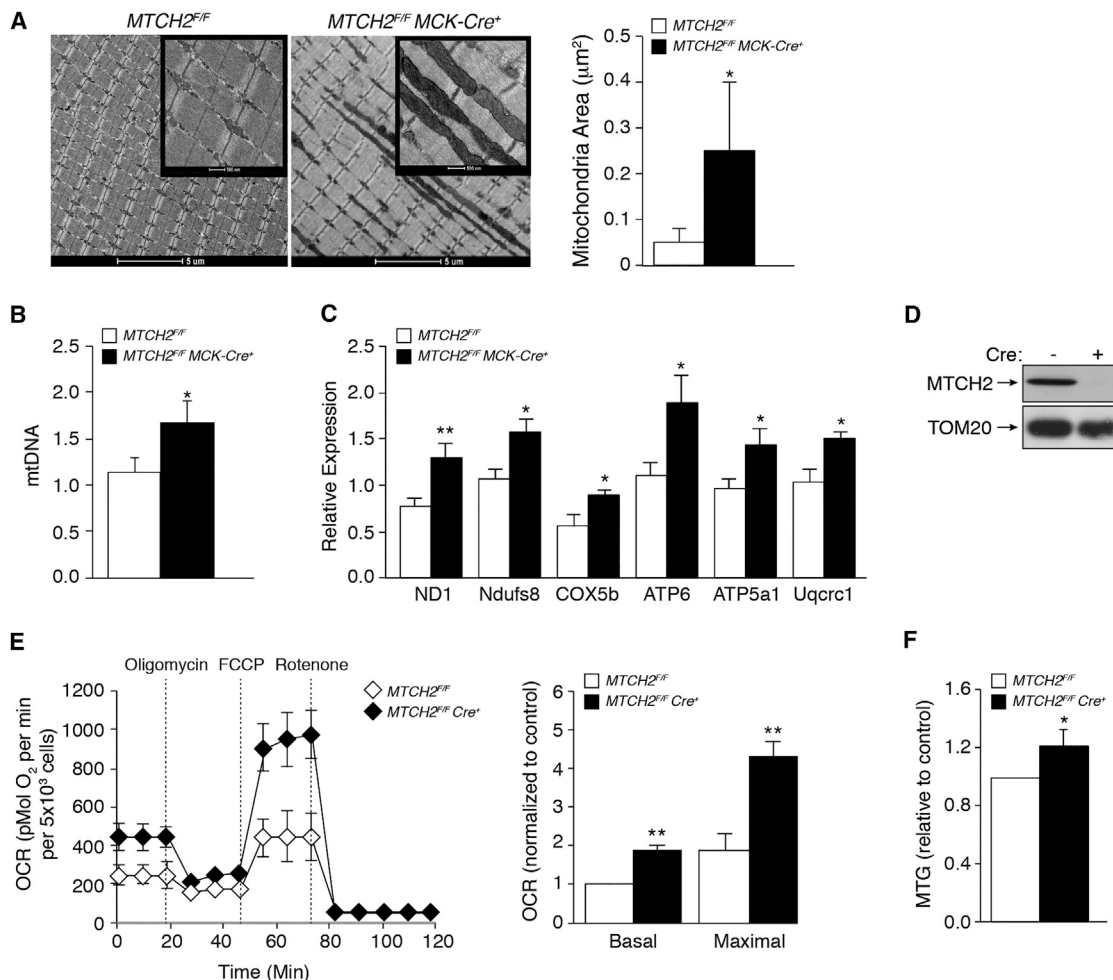 A
MTCH2F/F
MTCH2F/F MCK-Cre+
500 nm
5 um
500 nm
5 um
MTCH2F/F
MTCH2F/F MCK-Cre+
Mitochondria Area (μm2)
0.5
0.4
0.3
0.2
0.1
0
*
B
MTCH2F/F
MTCH2F/F MCK-Cre+
mtDNA
2.5
2.0
1.5
1.0
0.5
0.0
*
C
MTCH2F/F
MTCH2F/F MCK-Cre+
Relative Expression
2.5
2.0
1.5
1.0
0.5
0.0
** * * * * *
ND1 Ndufs8 COX5b ATP6 ATP5a1 Uqcrc1
D
Cre: - +
MTCH2
TOM20
E
Oligomycin FCCP Rotenone
MTCH2F/F
MTCH2F/F Cre+
OCR (pMol O2 per min
per 5x103 cells)
1200
1000
800
600
400
200
0
0 20 40 60 80 100 120
Time (Min)
MTCH2F/F
MTCH2F/F Cre+
OCR (normalized to control)
6
5
4
3
2
1
0
** **
Basal Maximal
F
MTCH2F/F
MTCH2F/F Cre+
MTG (relative to control)
1.6
1.2
0.8
0.4
0.0
*